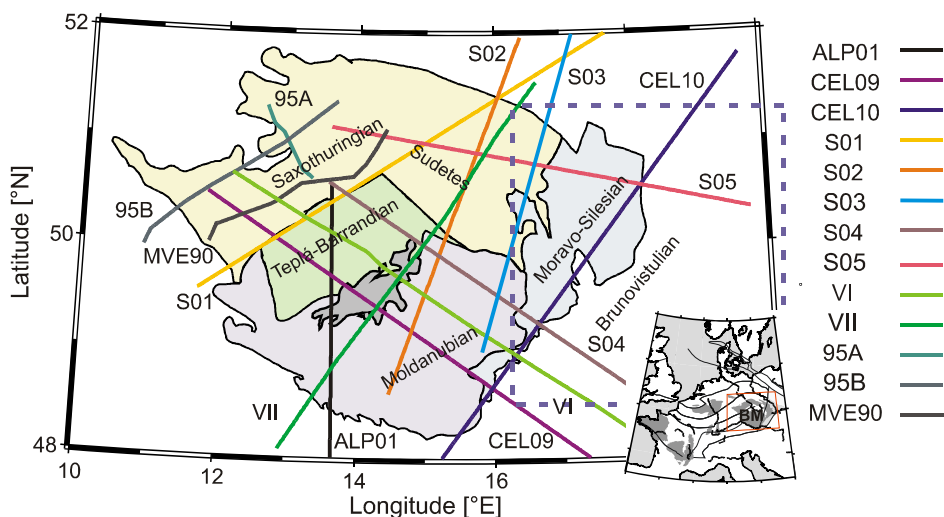 52
50
48
Latitude [°N]
10
12
14
16
Longitude [°E]
S02
S03
CEL10
95A
Saxothuringian
Sudetes
S05
95B
MVE90
Teplá-Barrandian
Moravo-Silesian
S01
Brunovistulian
Moldanubian
S04
VII
ALP01
CEL09
VI
BM
ALP01
CEL09
CEL10
S01
S02
S03
S04
S05
VI
VII
95A
95B
MVE90